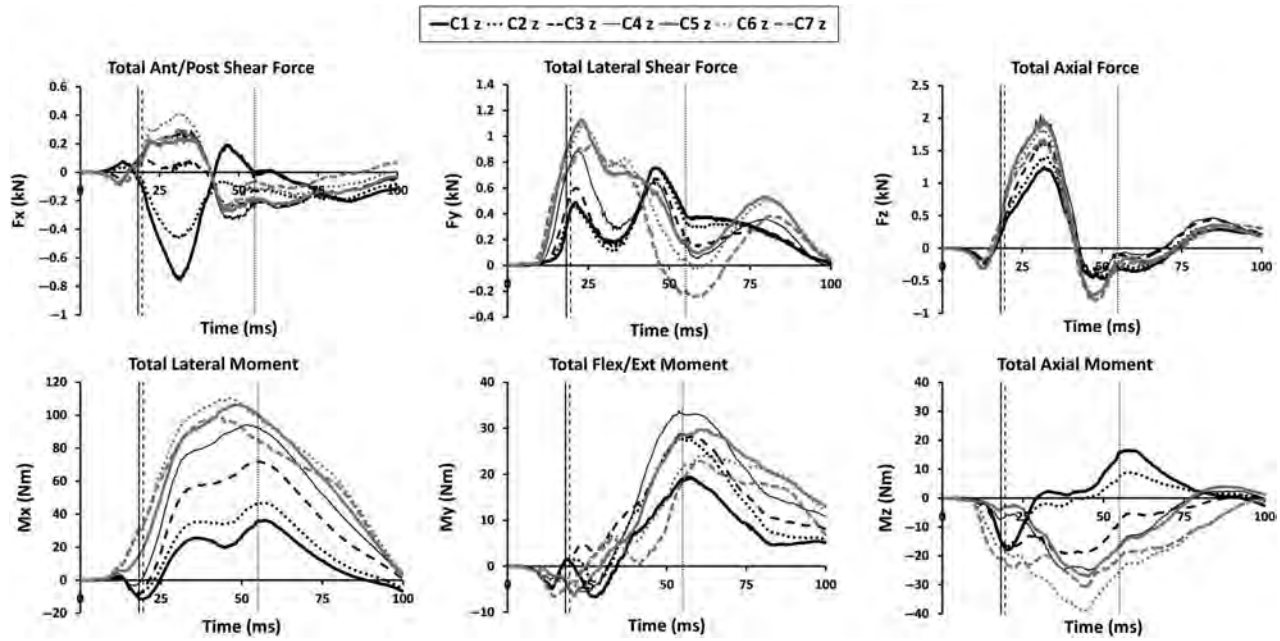 C1 z C2 z C3 z C4 z C5 z C6 z C7 z
Total Ant/Post Shear Force
0.6
0.4
0.2
0
−0.2
−0.4
−0.6
−0.8
−1
Fx (kN)
0 25 50 75 100
Time (ms)
Total Lateral Shear Force
1.4
1.2
1
0.8
0.6
0.4
0.2
0
−0.2
−0.4
Fy (kN)
0 25 50 75 100
Time (ms)
Total Axial Force
2.5
2
1.5
1
0.5
0
−0.5
−1
Fz (kN)
0 25 50 75 100
Time (ms)
Total Lateral Moment
120
100
80
60
40
20
0
−20
Mx (Nm)
0 25 50 75 100
Time (ms)
Total Flex/Ext Moment
40
30
20
10
0
−10
My (Nm)
0 25 50 75 100
Time (ms)
Total Axial Moment
40
30
20
10
0
−10
−20
−30
−40
Mz (Nm)
0 25 50 75 100
Time (ms)